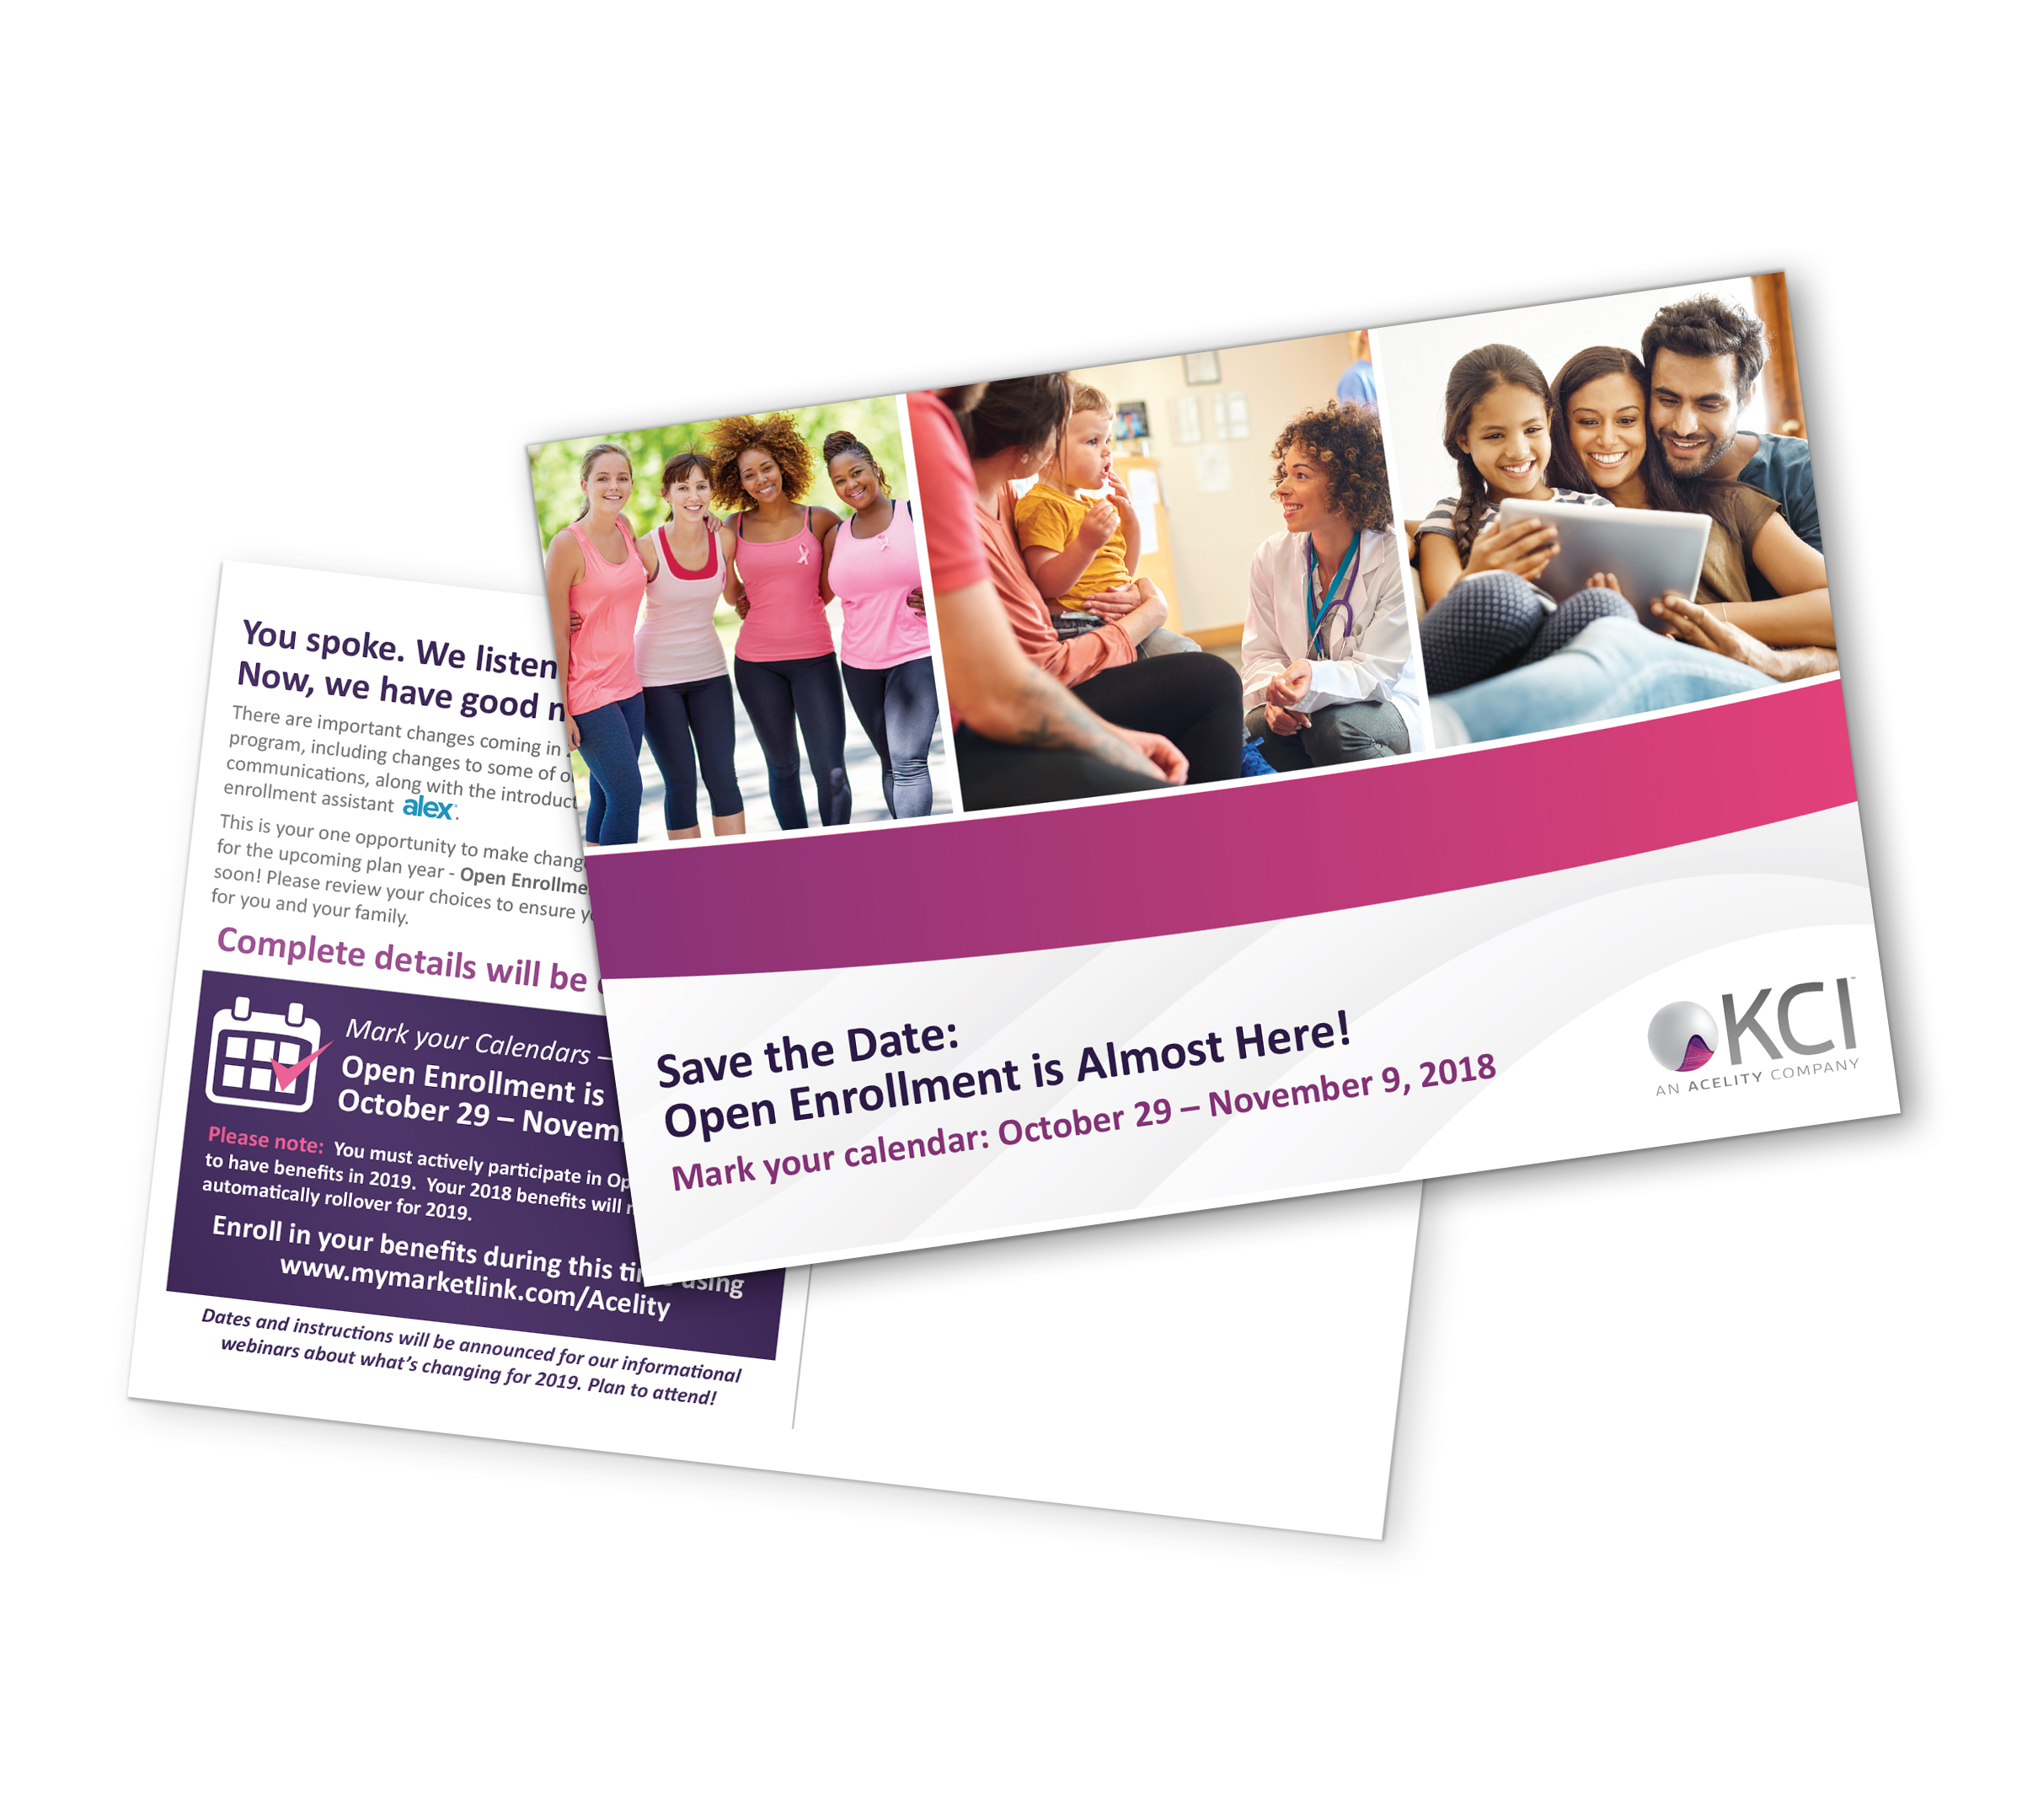 You spoke. We listen
Now, we have good n
There are important changes coming in
program, including changes to some of
communications, along with the introduct
enrollment assistant alex.
This is your one opportunity to make chang
for the upcoming plan year - Open Enrollme
soon! Please review your choices to ensure
for you and your family.
Complete details will be
Mark your Calendars –
Open Enrollment is
October 29 – Novem
Please note: You must actively participate in Op
to have benefits in 2019. Your 2018 benefits will
automatically rollover for 2019.
Enroll in your benefits during this using
www.mymarketlink.com/Acelity
Dates and instructions will be announced for our informational
webinars about what's changing for 2019. Plan to attend!
Save the Date:
Open Enrollment is Almost Here!
Mark your calendar: October 29 – November 9, 2018
KCI™
AN ACELITY COMPANY